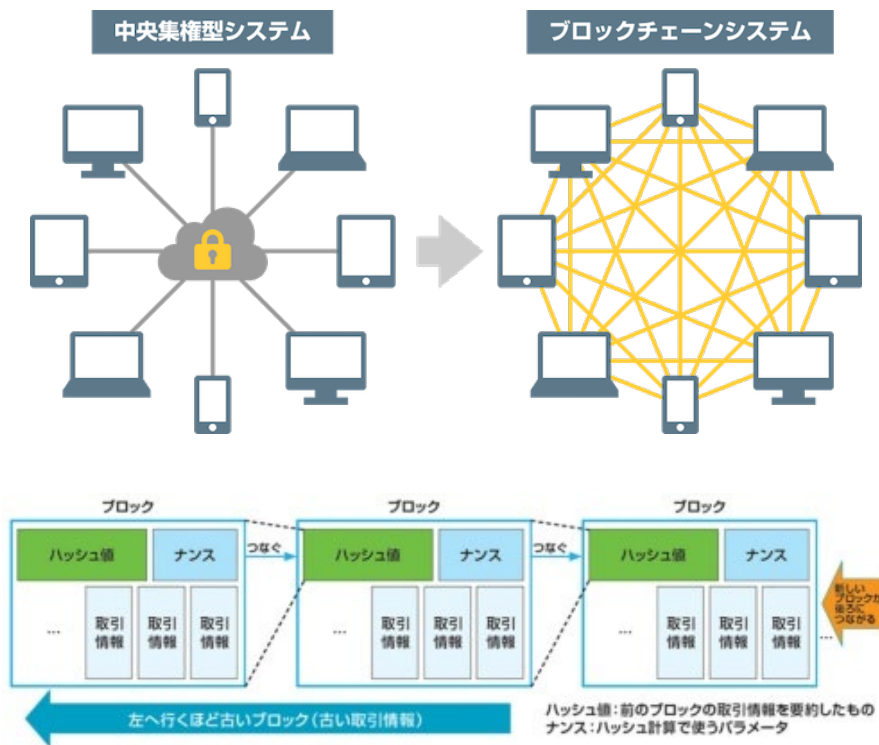 中央集権型システム
ブロックチェーンシステム
ブロック
ブロック
ブロック
ハッシュ値
ナンス
つなぐ
ハッシュ値
ナンス
つなぐ
ハッシュ値
ナンス
新しい
ブロックが
後ろに
つながる
...
取引
情報
取引
情報
取引
情報
...
取引
情報
取引
情報
取引
情報
...
取引
情報
取引
情報
取引
情報
...
左へ行くほど古いブロック(古い取引情報)
ハッシュ値:前のブロックの取引情報を要約したもの
ナンス:ハッシュ計算で使うパラメータ